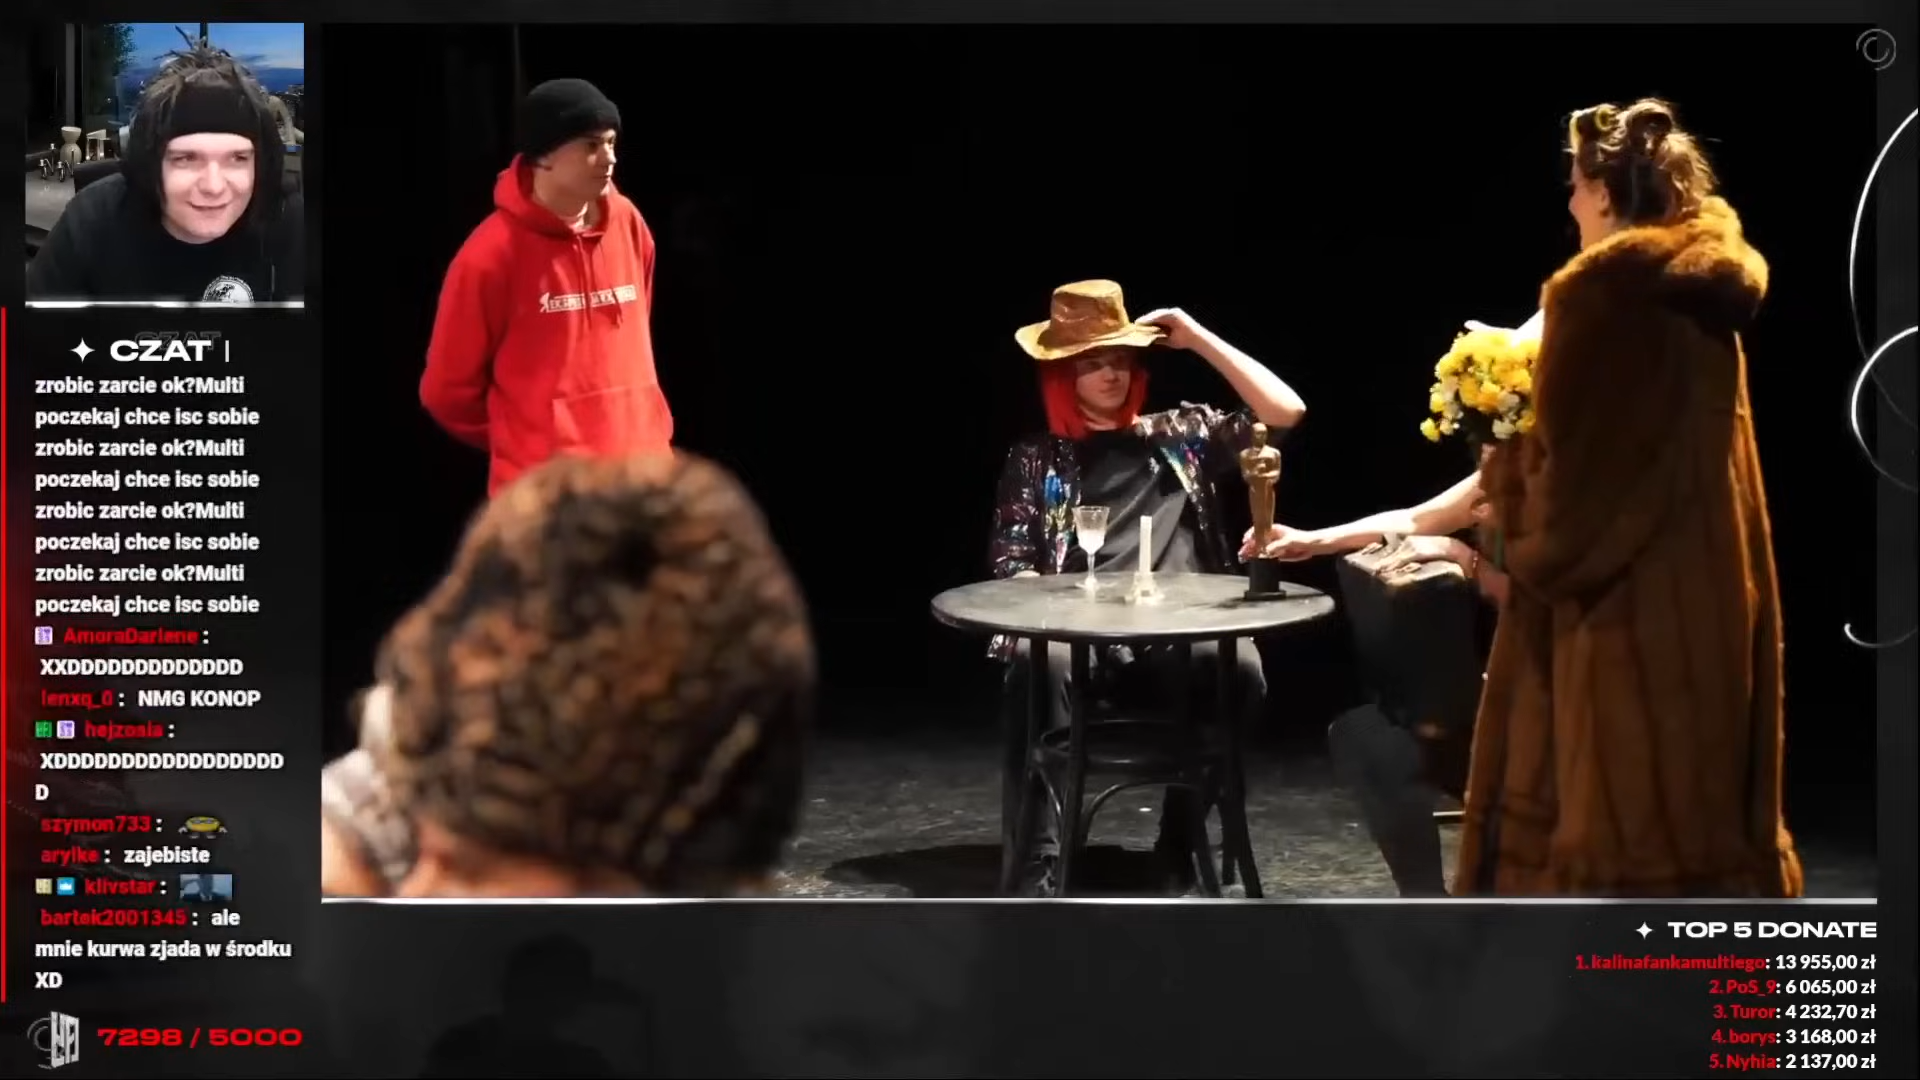 CZAT |
zrobic zarcie ok?Multi
poczekaj chce isc sobie
zrobic zarcie ok?Multi
poczekaj chce isc sobie
zrobic zarcie ok?Multi
poczekaj chce isc sobie
zrobic zarcie ok?Multi
poczekaj chce isc sobie
AmoraDarlene :
XXDDDDDDDDDDDDD
lenxq_0 : NMG KONOP
hejzosia :
XDDDDDDDDDDDDDDDDD
D
szymon733 :
arylke : zajebiste
klivstar :
bartek2001345 : ale
mnie kurwa zjada w środku
XD
7298 / 5000
TOP 5 DONATE
1. kalinafankamultiego: 13 955,00 zł
2. PoS_9: 6 065,00 zł
3. Turor: 4 232,70 zł
4. borys: 3 168,00 zł
5. Nyhia: 2 137,00 zł